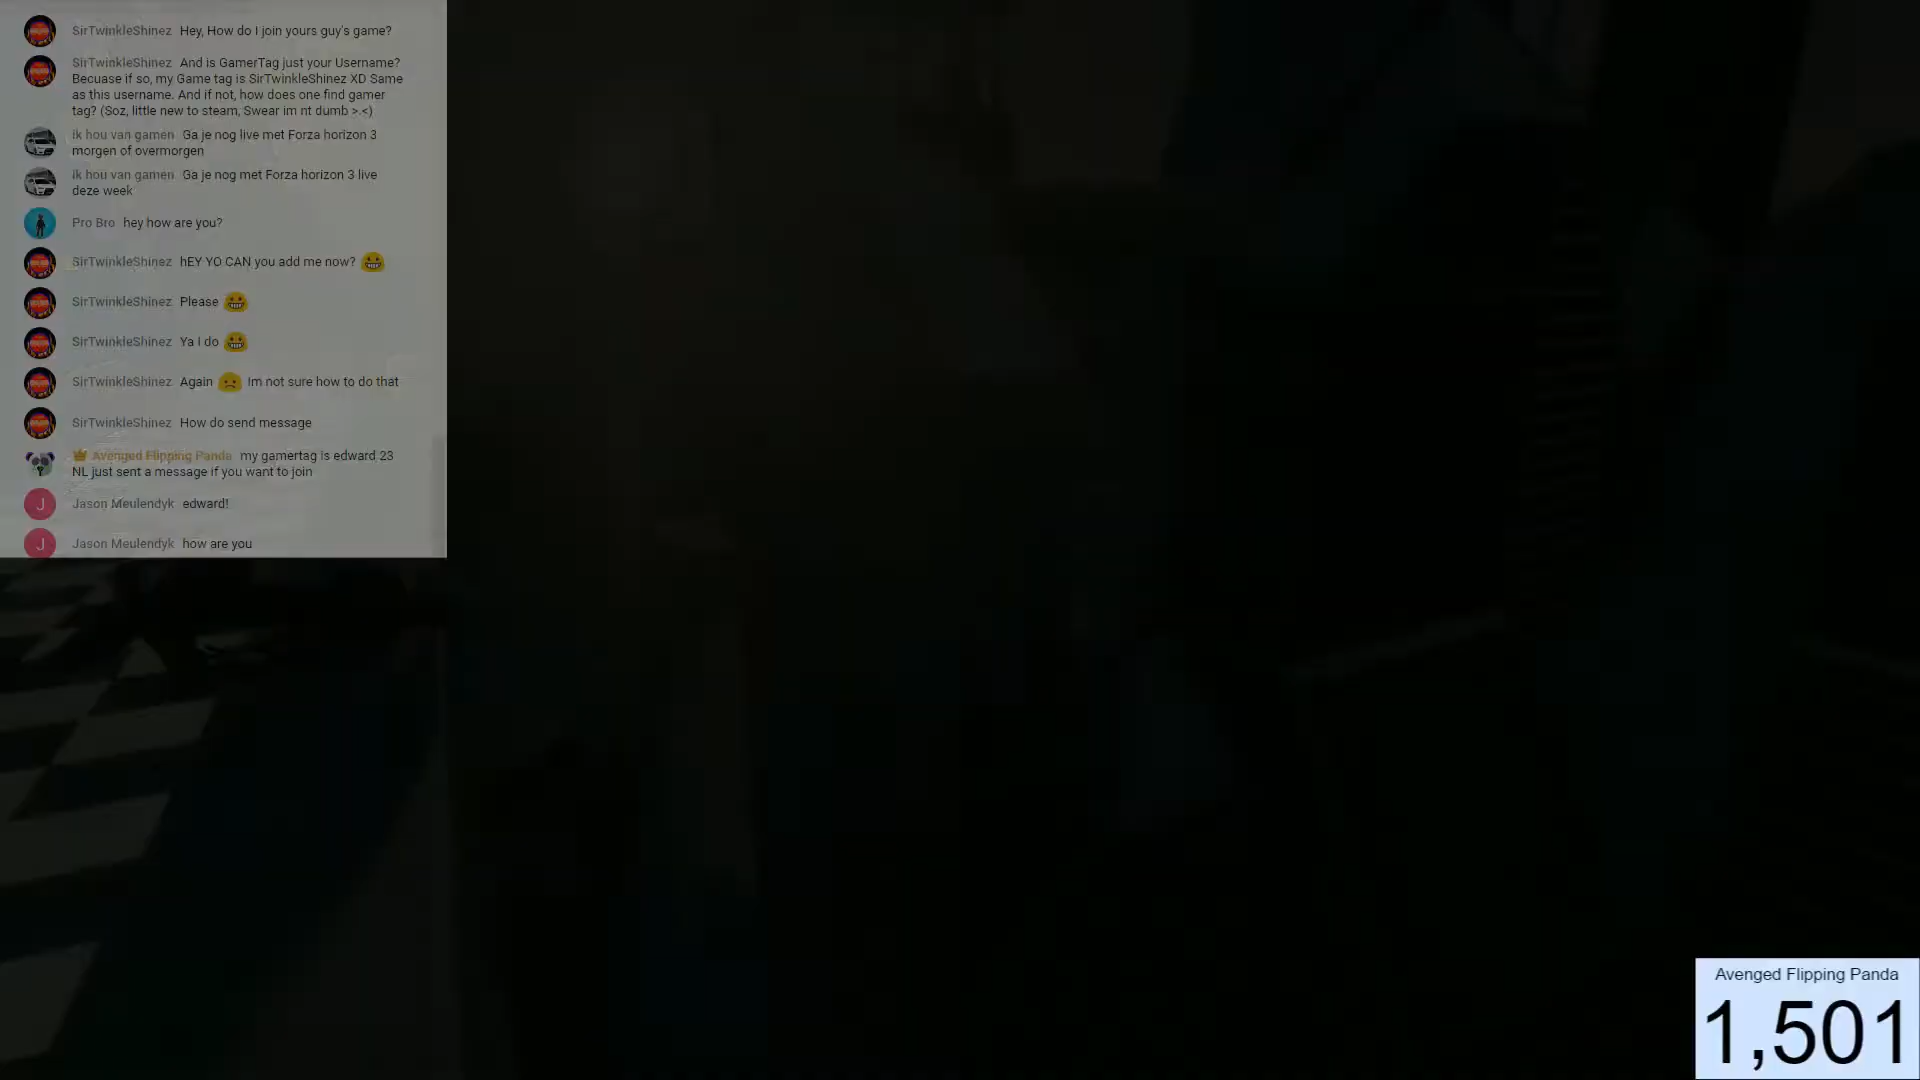 SirTwinkleShinez Hey, How do I join yours guy's game?
SirTwinkleShinez And is GamerTag just your Username?
Becuase if so, my Game tag is SirTwinkleShinez XD Same
as this username. And if not, how does one find gamer
tag? (Soz, little new to steam, Swear im nt dumb >.<)
ik hou van gamen Ga je nog live met Forza horizon 3
morgen of overmorgen
ik hou van gamen Ga je nog met Forza horizon 3 live
deze week
Pro Bro hey how are you?
SirTwinkleShinez hEY YO CAN you add me now?
SirTwinkleShinez Please
SirTwinkleShinez Ya I do
SirTwinkleShinez Again Im not sure how to do that
SirTwinkleShinez How do send message
Avenged Flipping Panda my gamertag is edward 23
NL just sent a message if you want to join
J Jason Meulendyk edward!
J Jason Meulendyk how are you
Avenged Flipping Panda
1,501